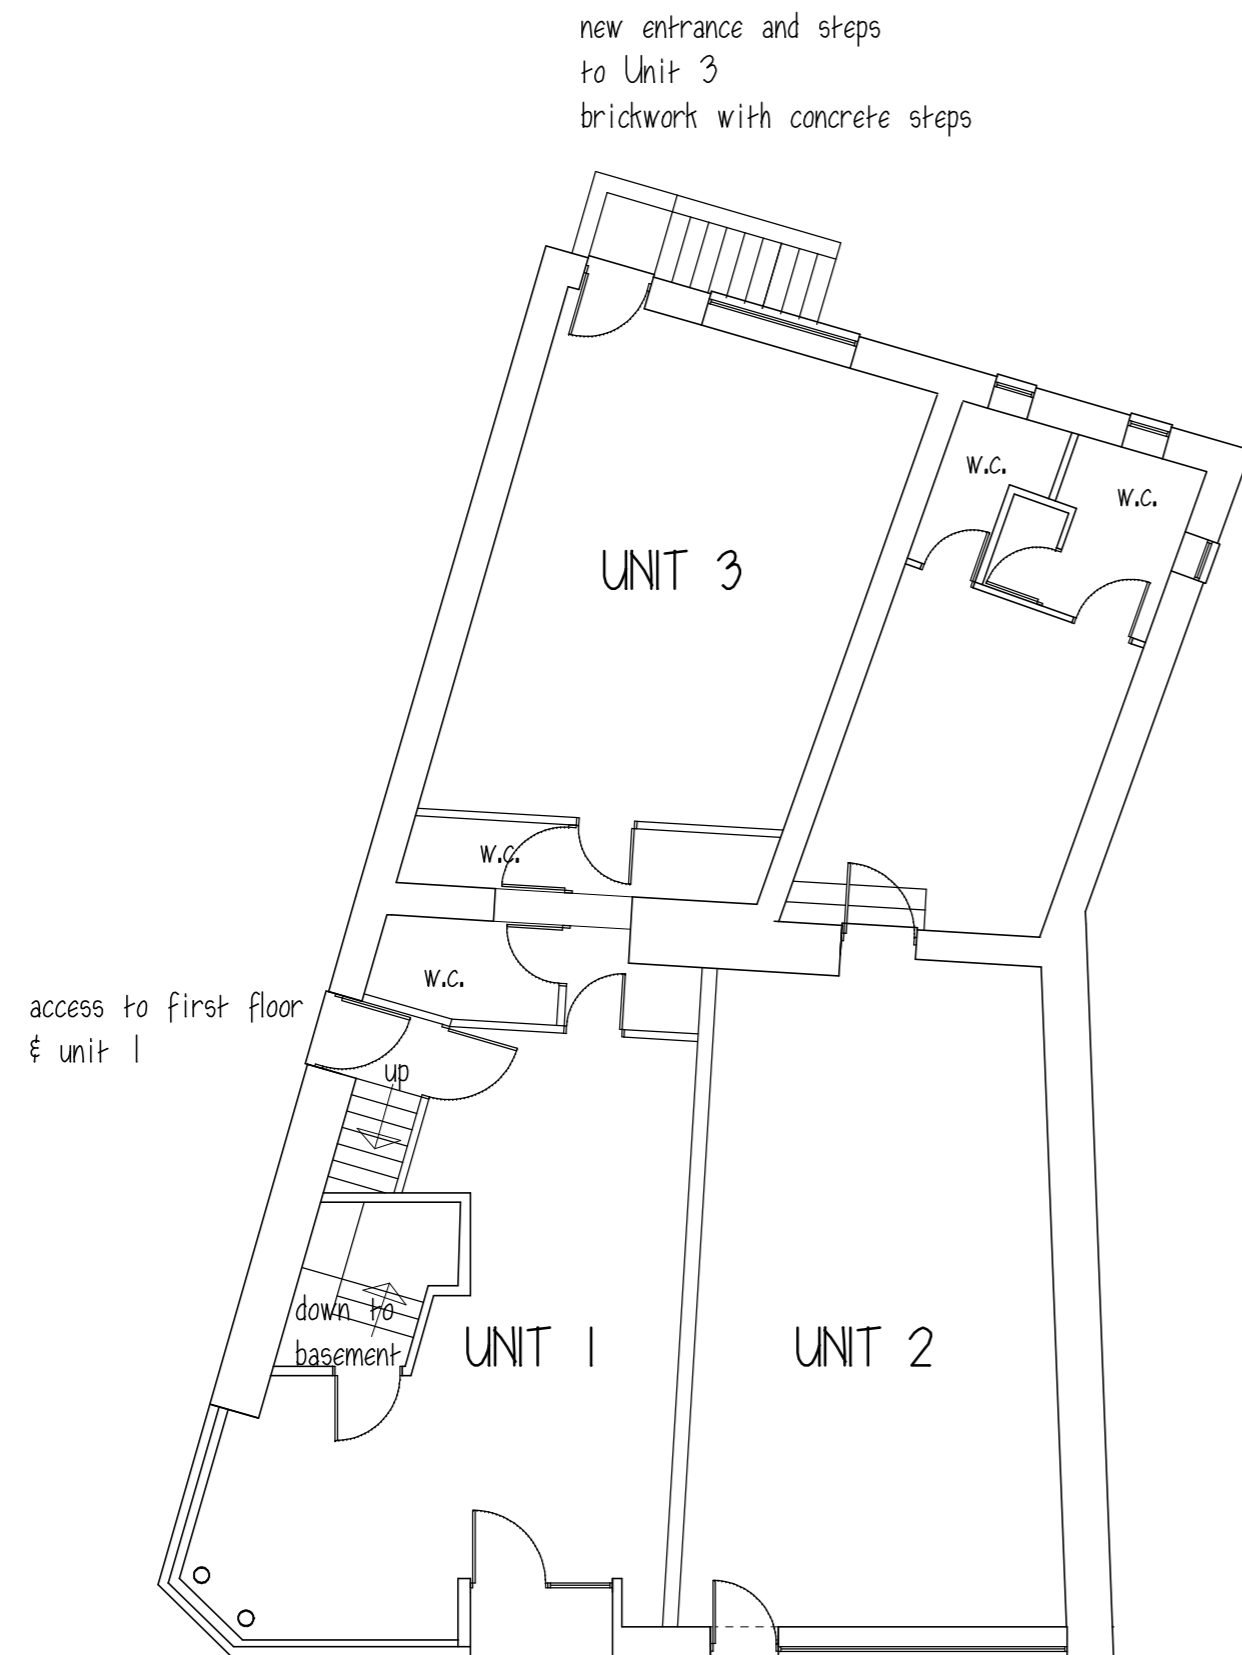 new entrance and steps
to Unit 3
brickwork with concrete steps
w.c.
w.c.
UNIT 3
w.c.
w.c.
access to first floor
& unit 1
up
down to
basement
UNIT 1
UNIT 2